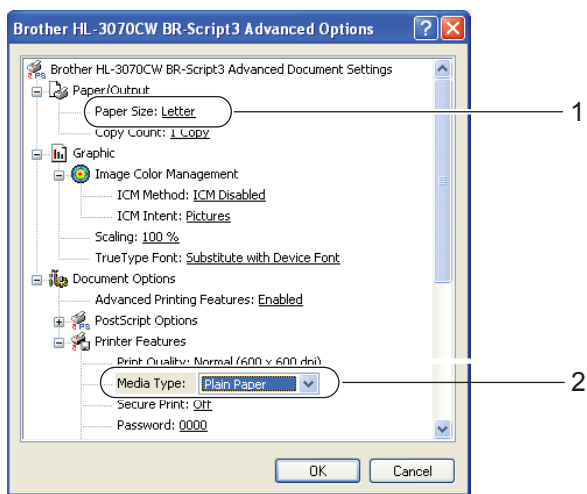 Brother HL-3070CW BR-Script3 Advanced Options
Brother HL-3070CW BR-Script3 Advanced Document Settings
Paper/Output
Paper Size: Letter
1
Copy Count: 1 Copy
Graphic
Image Color Management
ICM Method: ICM Disabled
ICM Intent: Pictures
Scaling: 100 %
TrueType Font: Substitute with Device Font
Document Options
Advanced Printing Features: Enabled
PostScript Options
Printer Features
Print Quality: Normal (600 x 600 dpi)
Media Type: Plain Paper
2
Secure Print: Off
Password: 0000
OK Cancel